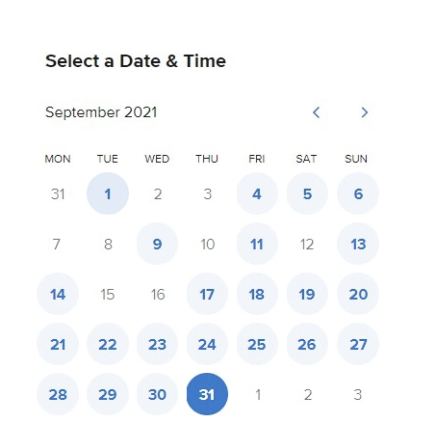 Select a Date & Time
September 2021
MON TUE WED THU FRI SAT SUN
31 1 2 3 4 5 6
7 8 9 10 11 12 13
14 15 16 17 18 19 20
21 22 23 24 25 26 27
28 29 30 31 1 2 3